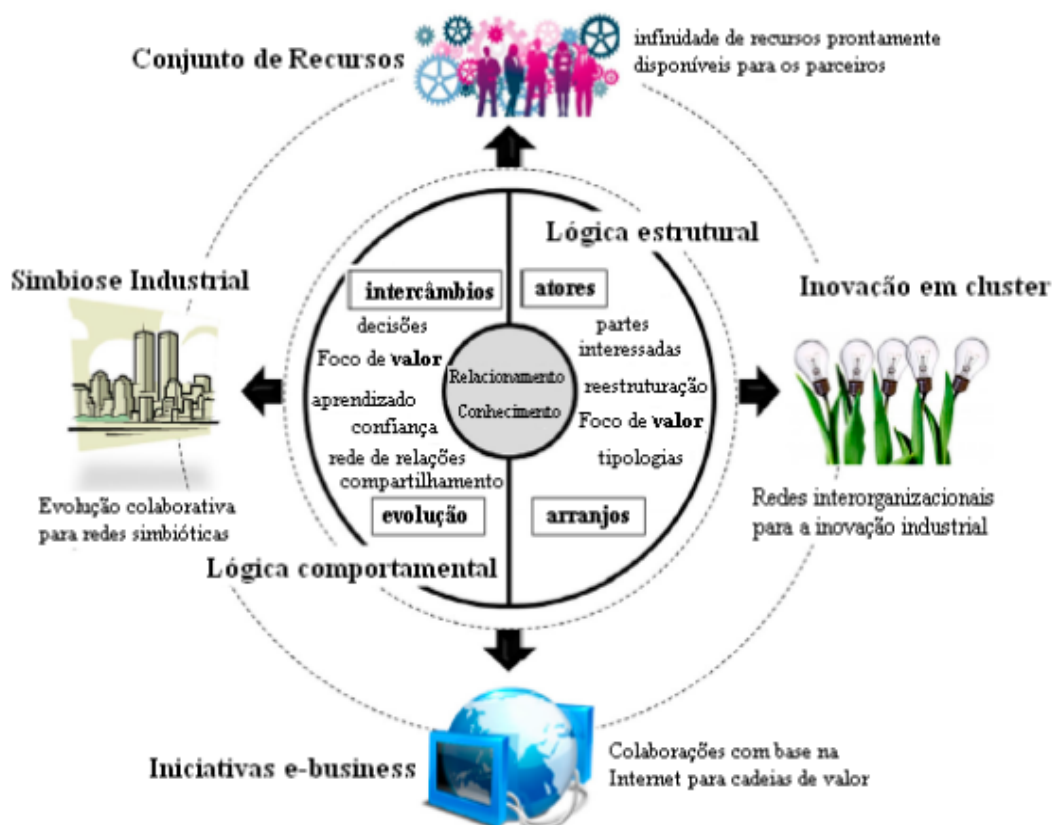 Conjunto de Recursos
infinidade de recursos prontamente
disponíveis para os parceiros
Lógica estrutural
Simbiose Industrial
Inovação em cluster
intercâmbios
atores
decisões
partes
interessadas
Foco de valor
Relacionamento
Conhecimento
reestruturação
aprendizado
confiança
Foco de valor
rede de relações
compartilhamento
tipologias
Evolução colaborativa
para redes simbióticas
Redes interorganizacionais
para a inovação industrial
evolução
arranjos
Lógica comportamental
Iniciativas e-business
Colaborações com base na
Internet para cadeias de valor